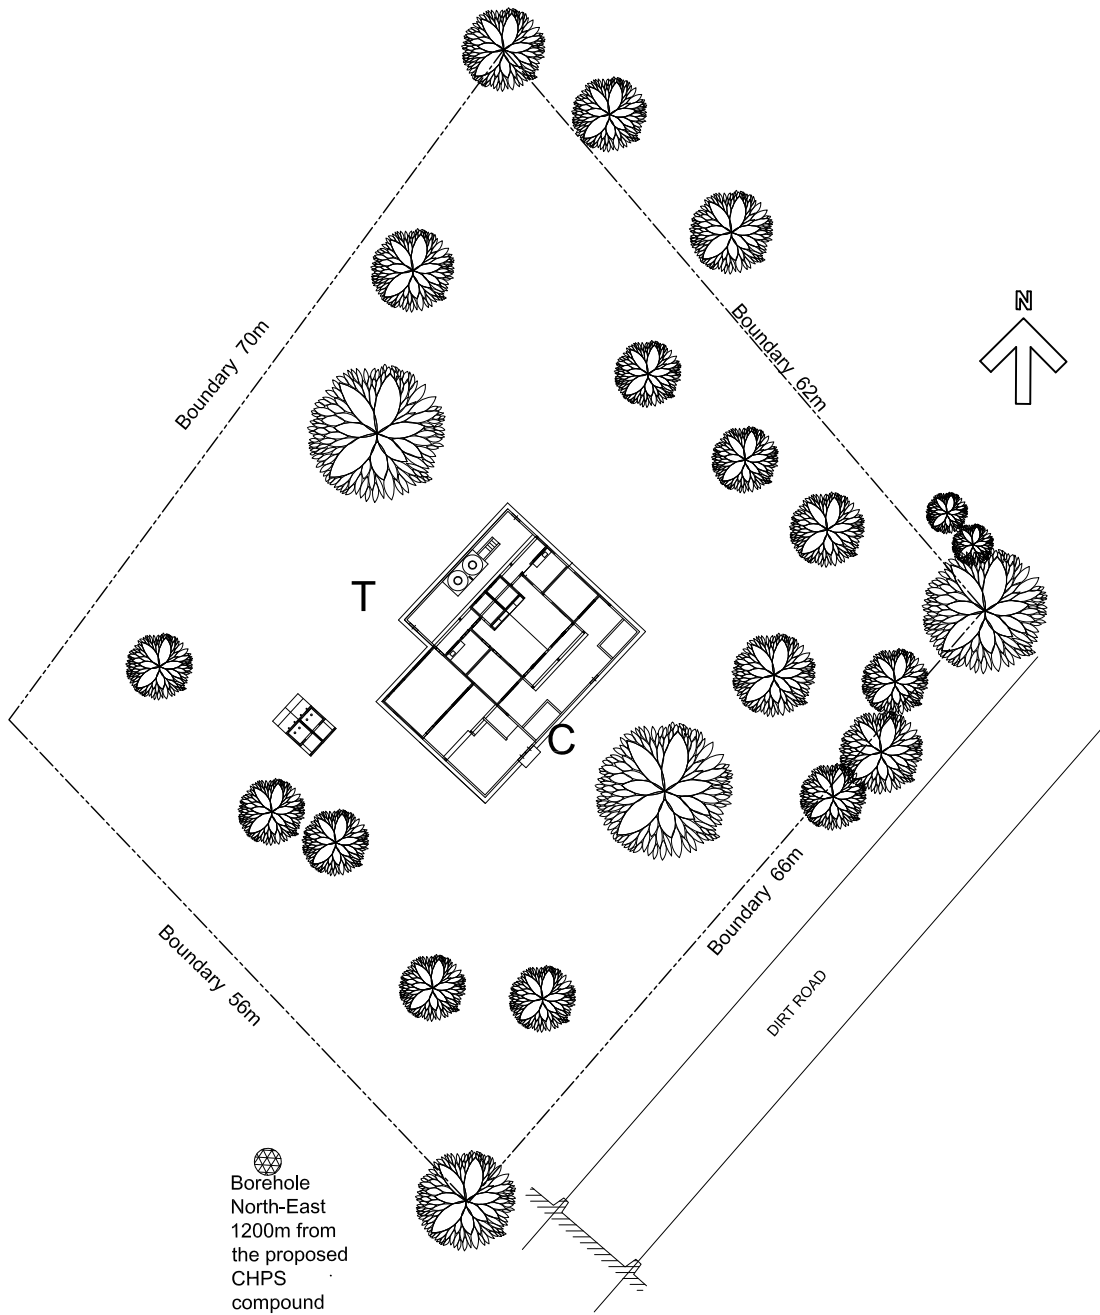 N
Boundary 70m
Boundary 62m
T
C
Boundary 66m
Boundary 56m
DIRT ROAD
Borehole
North-East
1200m from
the proposed
CHPS
compound